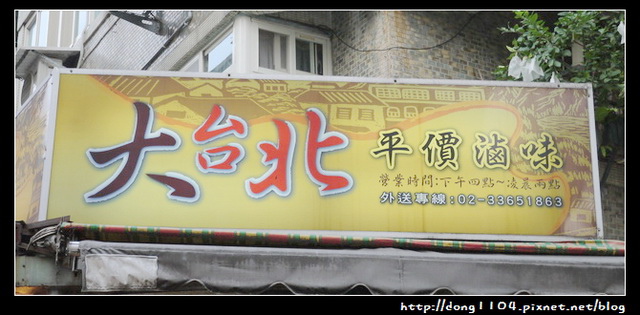 大台北
平價滷味
營業時間:下午四點~凌晨兩點
外送專線:02-33651863
http://dong1104.pixnet.net/blog